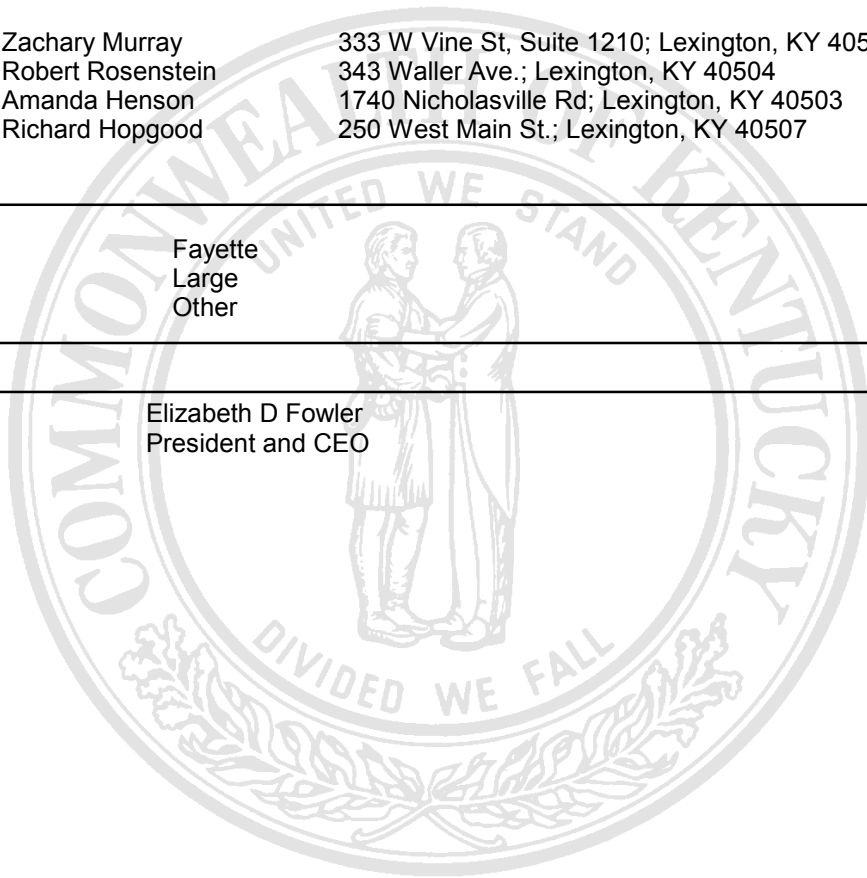 Zachary Murray 333 W Vine St, Suite 1210; Lexington, KY 405
Robert Rosenstein 343 Waller Ave.; Lexington, KY 40504
Amanda Henson 1740 Nicholasville Rd; Lexington, KY 40503
Richard Hopgood 250 West Main St.; Lexington, KY 40507
COMMONWEALTH OF KENTUCKY
UNITED WE STAND
Fayette
Large
Other
Elizabeth D Fowler
President and CEO
DIVIDED WE FALL